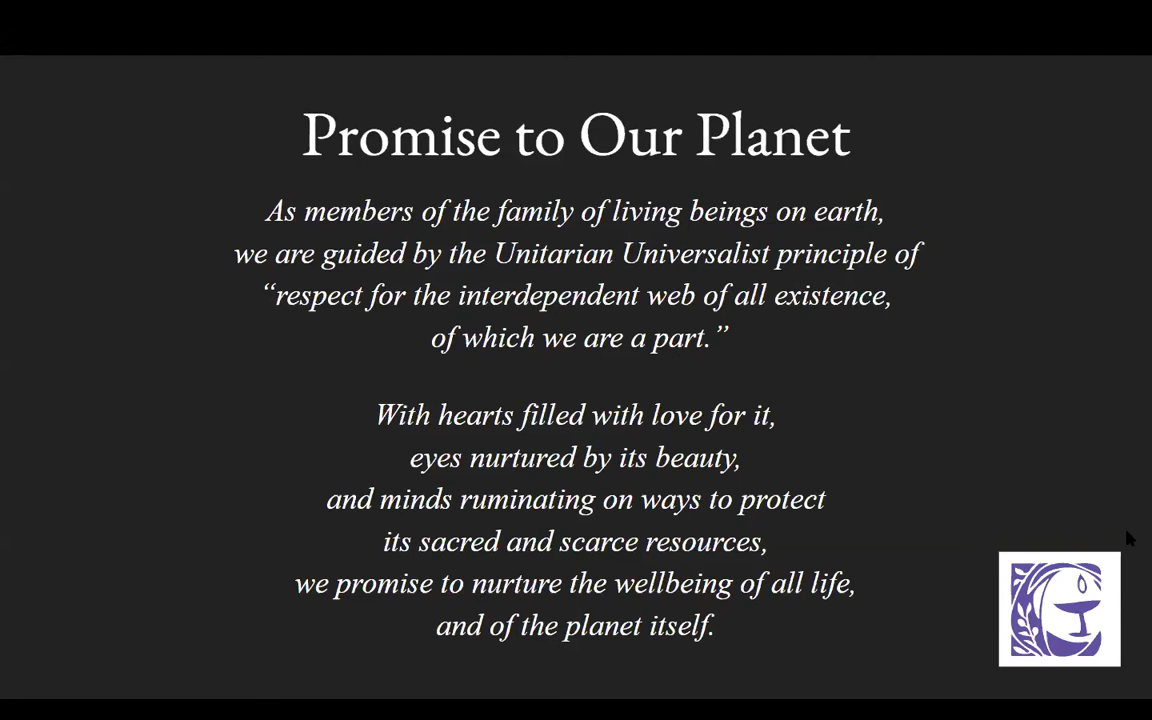 Promise to Our Planet
As members of the family of living beings on earth,
we are guided by the Unitarian Universalist principle of
“respect for the interdependent web of all existence,
of which we are a part.”
With hearts filled with love for it,
eyes nurtured by its beauty,
and minds ruminating on ways to protect
its sacred and scarce resources,
we promise to nurture the wellbeing of all life,
and of the planet itself.